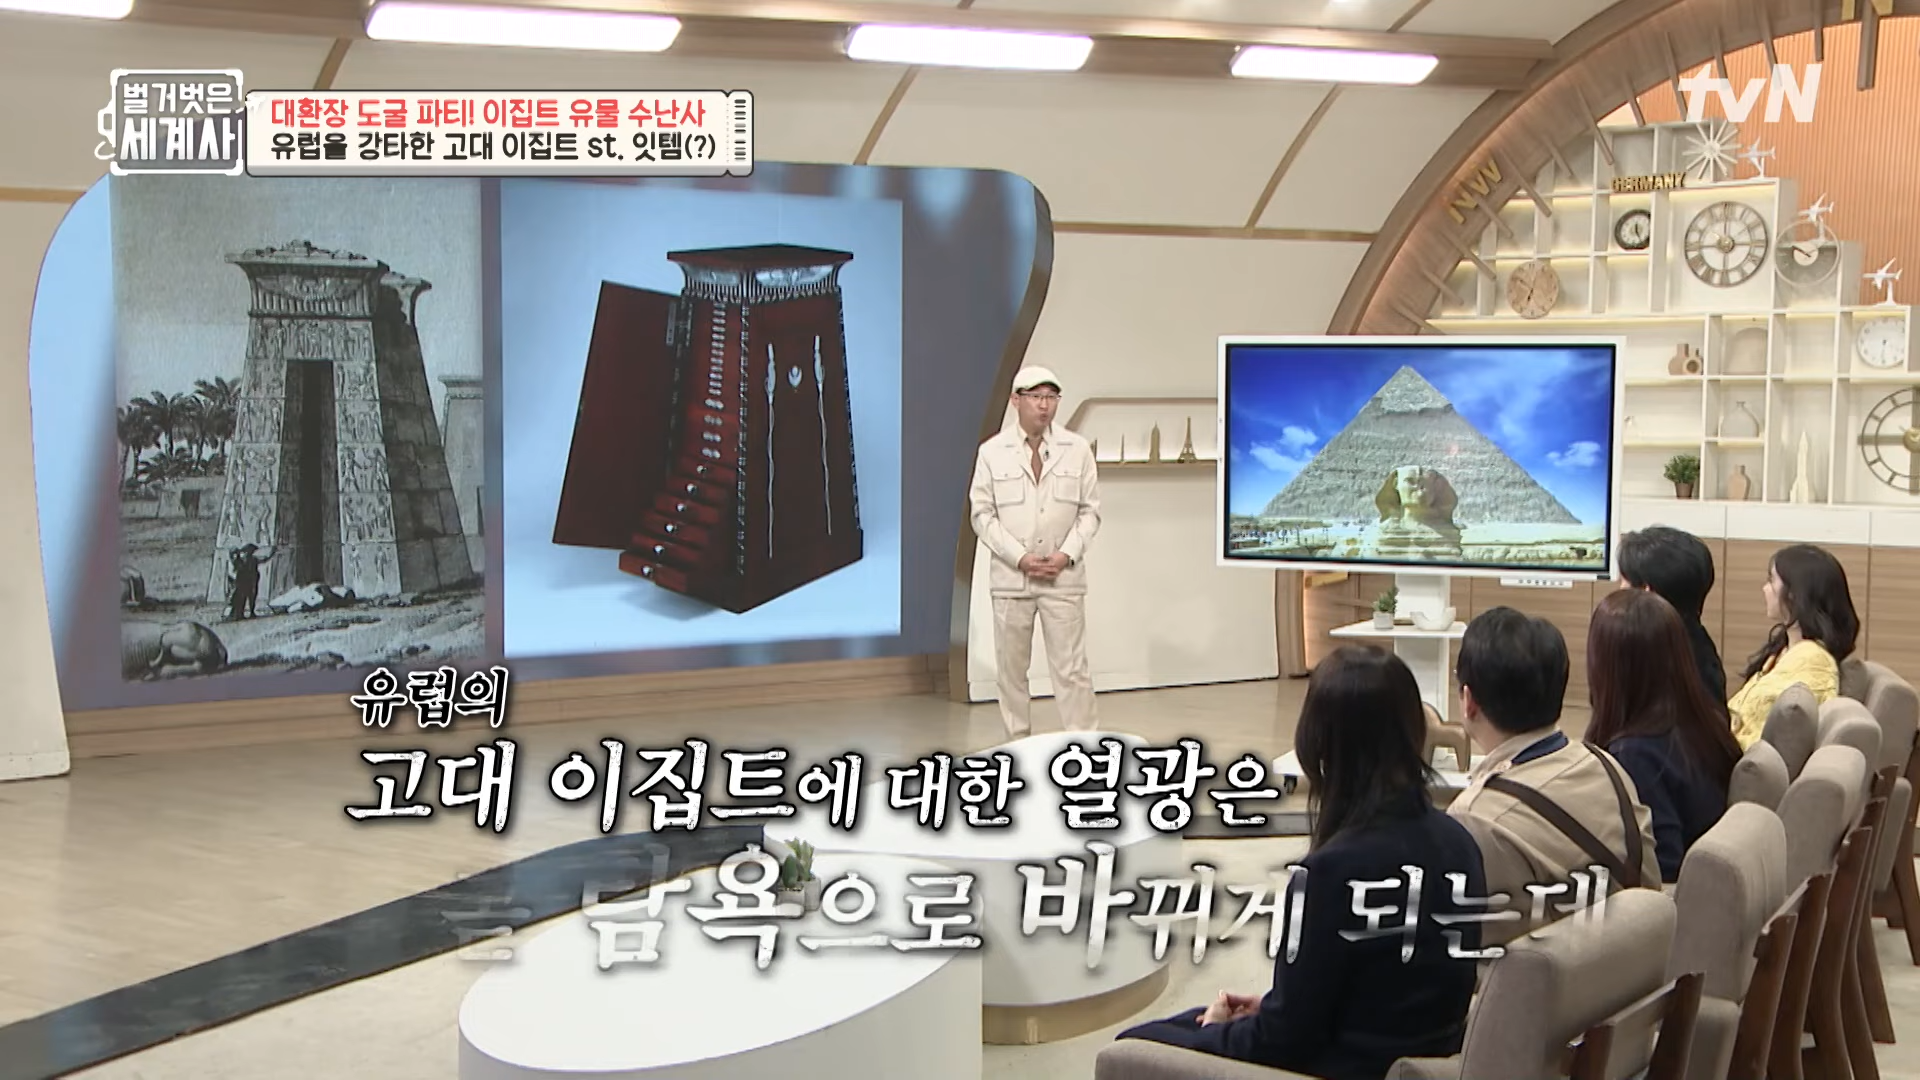 벌거벗은
세계사
대환장 도굴 파티! 이집트 유물 수난사
유럽을 강타한 고대 이집트 st. 잇템(?)
tvN
GERMANY
유럽의
고대 이집트에 대한 열광은
탐욕으로 바뀌게 되는데